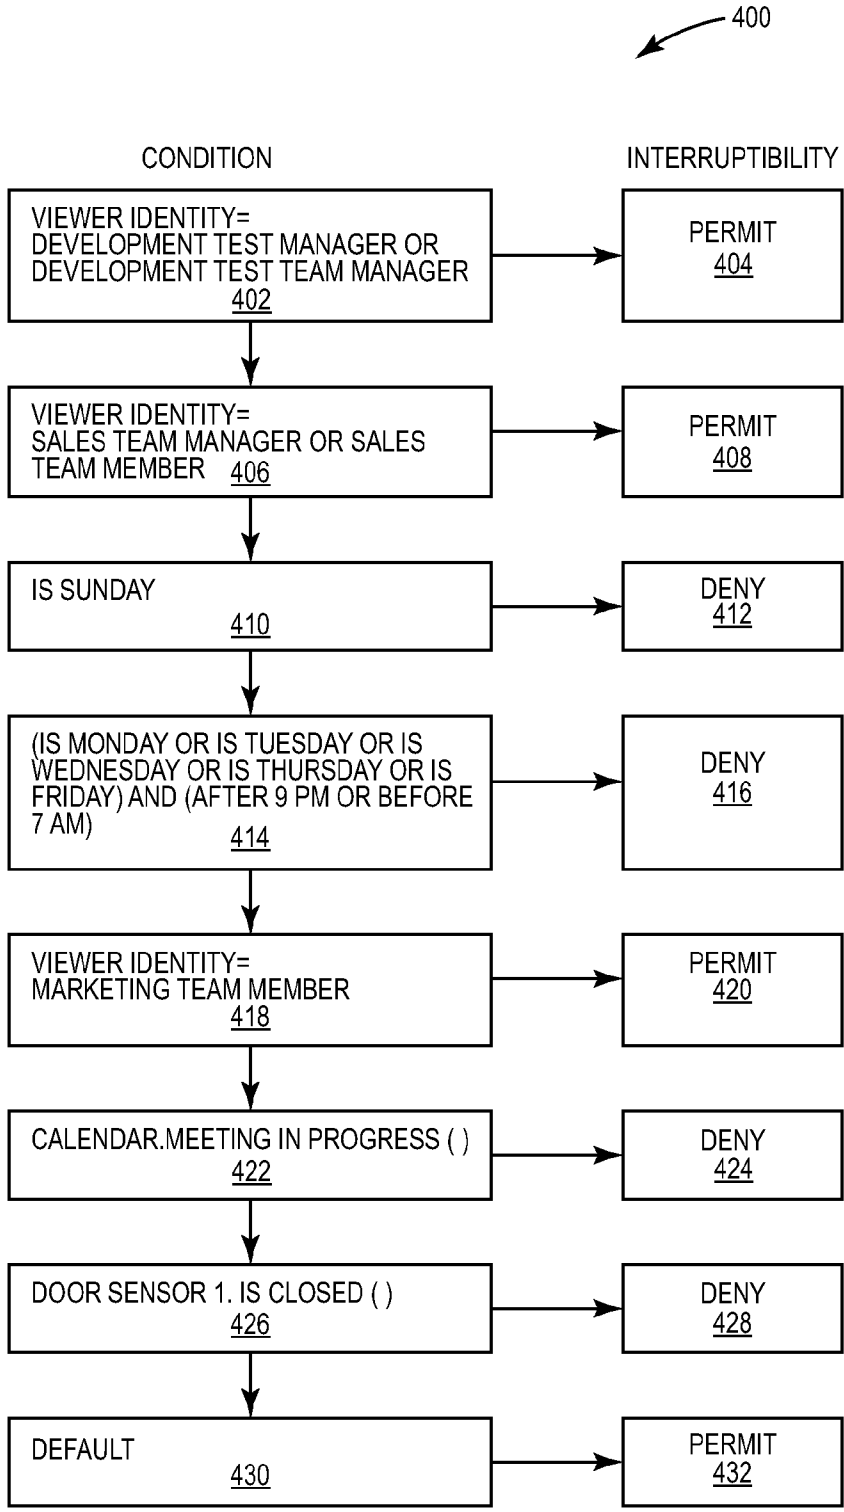 400
CONDITION
INTERRUPTIBILITY
VIEWER IDENTITY=
DEVELOPMENT TEST MANAGER OR
DEVELOPMENT TEST TEAM MANAGER
402
PERMIT
404
VIEWER IDENTITY=
SALES TEAM MANAGER OR SALES
TEAM MEMBER 406
PERMIT
408
IS SUNDAY
410
DENY
412
(IS MONDAY OR IS TUESDAY OR IS
WEDNESDAY OR IS THURSDAY OR IS
FRIDAY) AND (AFTER 9 PM OR BEFORE
7 AM)
414
DENY
416
VIEWER IDENTITY=
MARKETING TEAM MEMBER
418
PERMIT
420
CALENDAR.MEETING IN PROGRESS ( )
422
DENY
424
DOOR SENSOR 1. IS CLOSED ( )
426
DENY
428
DEFAULT
430
PERMIT
432